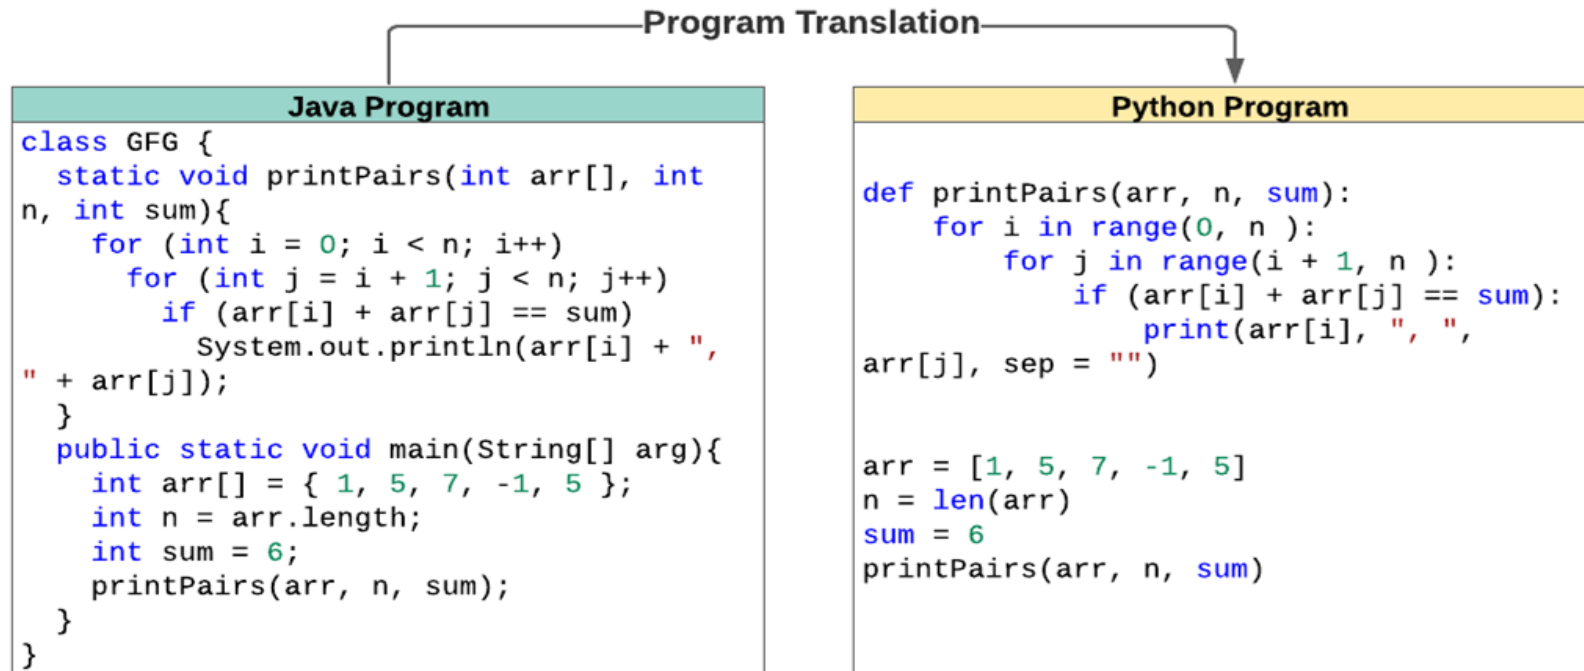 Program Translation
Java Program
class GFG {
  static void printPairs(int arr[], int
n, int sum){
    for (int i = 0; i < n; i++)
      for (int j = i + 1; j < n; j++)
        if (arr[i] + arr[j] == sum)
          System.out.println(arr[i] + ",
" + arr[j]);
  }
  public static void main(String[] arg){
    int arr[] = { 1, 5, 7, -1, 5 };
    int n = arr.length;
    int sum = 6;
    printPairs(arr, n, sum);
  }
}
Python Program
def printPairs(arr, n, sum):
    for i in range(0, n ):
        for j in range(i + 1, n ):
            if (arr[i] + arr[j] == sum):
                print(arr[i], ", ",
arr[j], sep = "")
arr = [1, 5, 7, -1, 5]
n = len(arr)
sum = 6
printPairs(arr, n, sum)